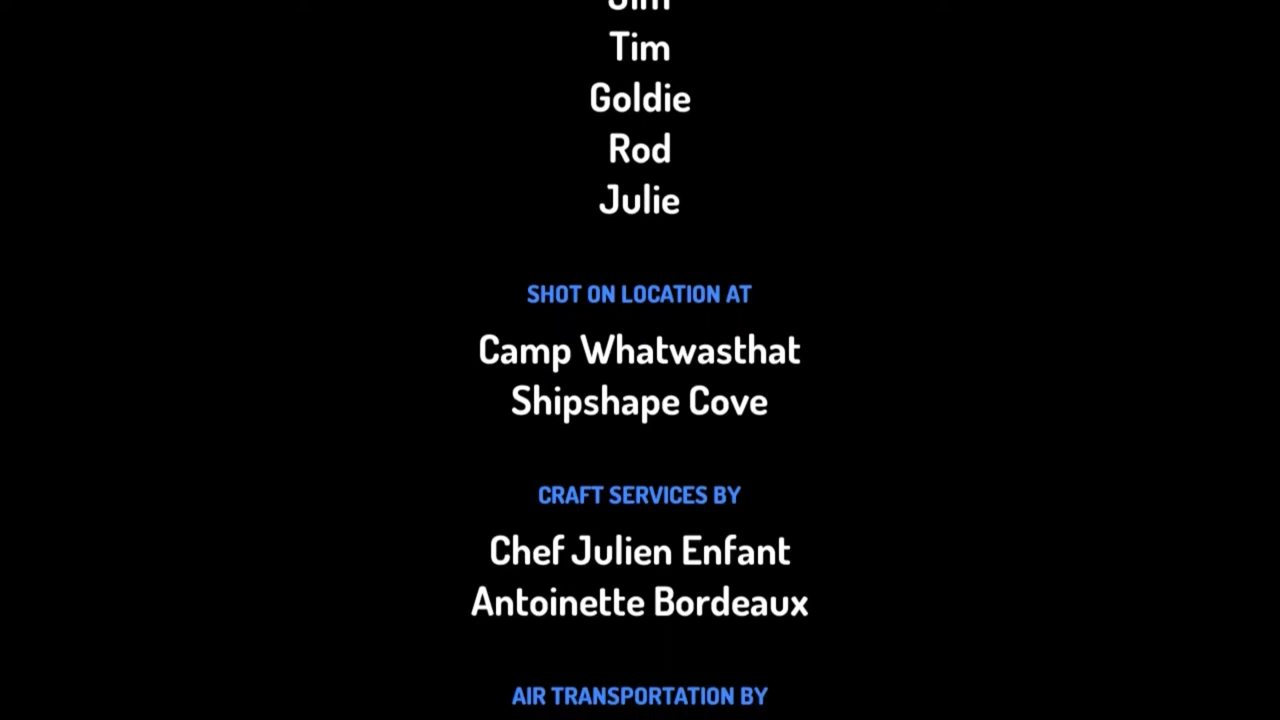 Tim
Goldie
Rod
Julie
SHOT ON LOCATION AT
Camp Whatwasthat
Shipshape Cove
CRAFT SERVICES BY
Chef Julien Enfant
Antoinette Bordeaux
AIR TRANSPORTATION BY